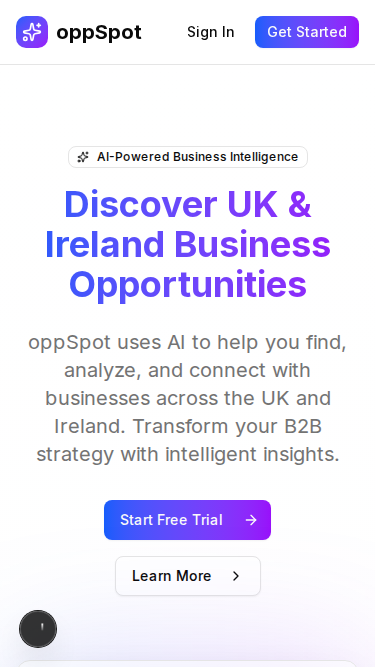 oppSpot
Sign In
Get Started
AI-Powered Business Intelligence
Discover UK &
Ireland Business
Opportunities
oppSpot uses AI to help you find,
analyze, and connect with
businesses across the UK and
Ireland. Transform your B2B
strategy with intelligent insights.
Start Free Trial
Learn More